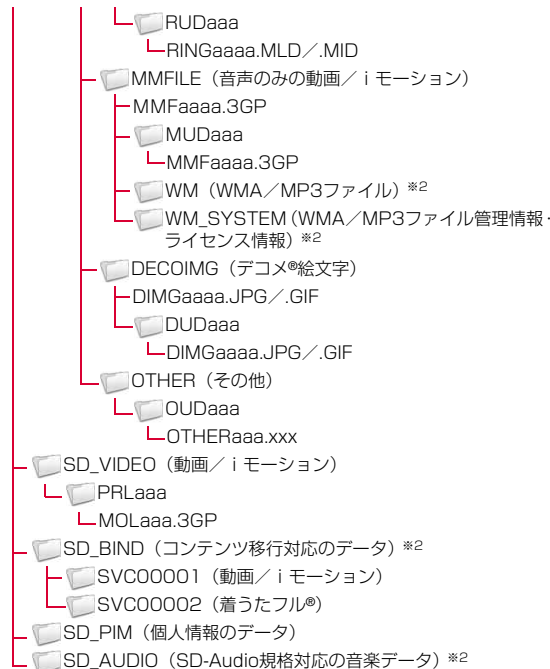 RUDaaa
RINGaaaa.MLD／.MID
MMFILE（音声のみの動画／ｉモーション）
MMFaaaa.3GP
MUDaaa
MMFaaaa.3GP
WM（WMA／MP3ファイル）※2
WM_SYSTEM（WMA／MP3ファイル管理情報・
ライセンス情報）※2
DECOIMG（デコメ®絵文字）
DIMGaaaa.JPG／.GIF
DUDaaa
DIMGaaaa.JPG／.GIF
OTHER（その他）
OUDaaa
OTHERaaa.xxx
SD_VIDEO（動画／ｉモーション）
PRLaaa
MOLaaa.3GP
SD_BIND（コンテンツ移行対応のデータ）※2
SVC00001（動画／ｉモーション）
SVC00002（着うたフル®）
SD_PIM（個人情報のデータ）
SD_AUDIO（SD-Audio規格対応の音楽データ）※2